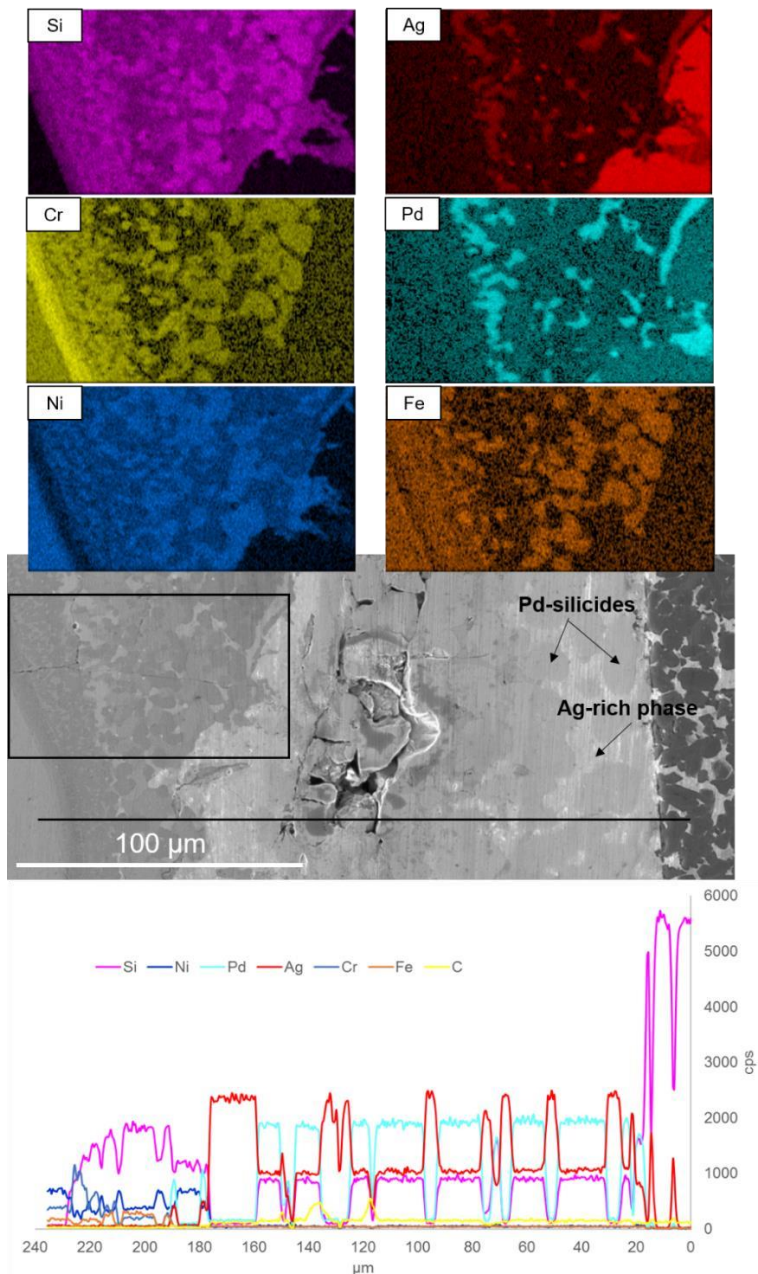 Si Ag
Cr Pd
Ni Fe
Pd-silicides
Ag-rich phase
100 µm
6000
5000
4000
3000
2000
1000
0
cps
Si Ni Pd Ag Cr Fe C
240 220 200 180 160 140 120 100 80 60 40 20 0
µm